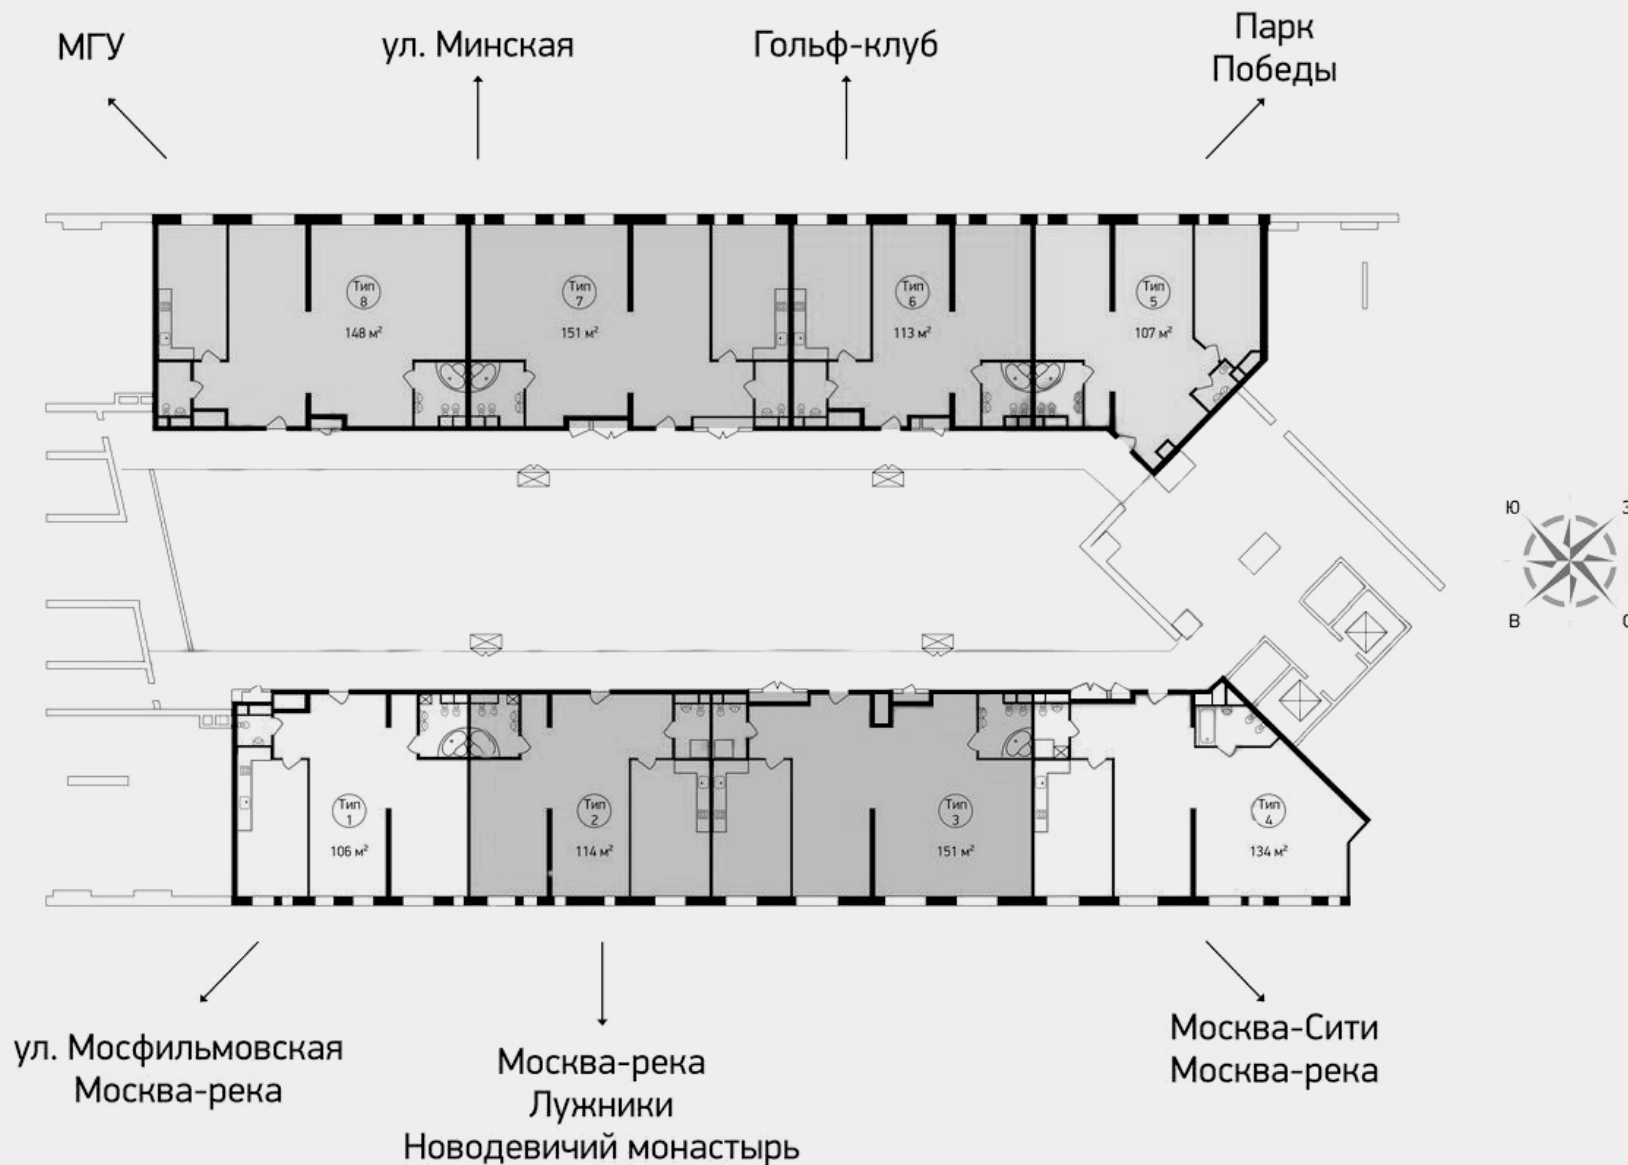 МГУ
ул. Минская
Гольф-клуб
Парк
Победы
Тип
8
148 м²
Тип
7
151 м²
Тип
6
113 м²
Тип
5
107 м²
Ю
З
В
С
Тип
1
106 м²
Тип
2
114 м²
Тип
3
151 м²
Тип
4
134 м²
ул. Мосфильмовская
Москва-река
Москва-река
Лужники
Новодевичий монастырь
Москва-Сити
Москва-река